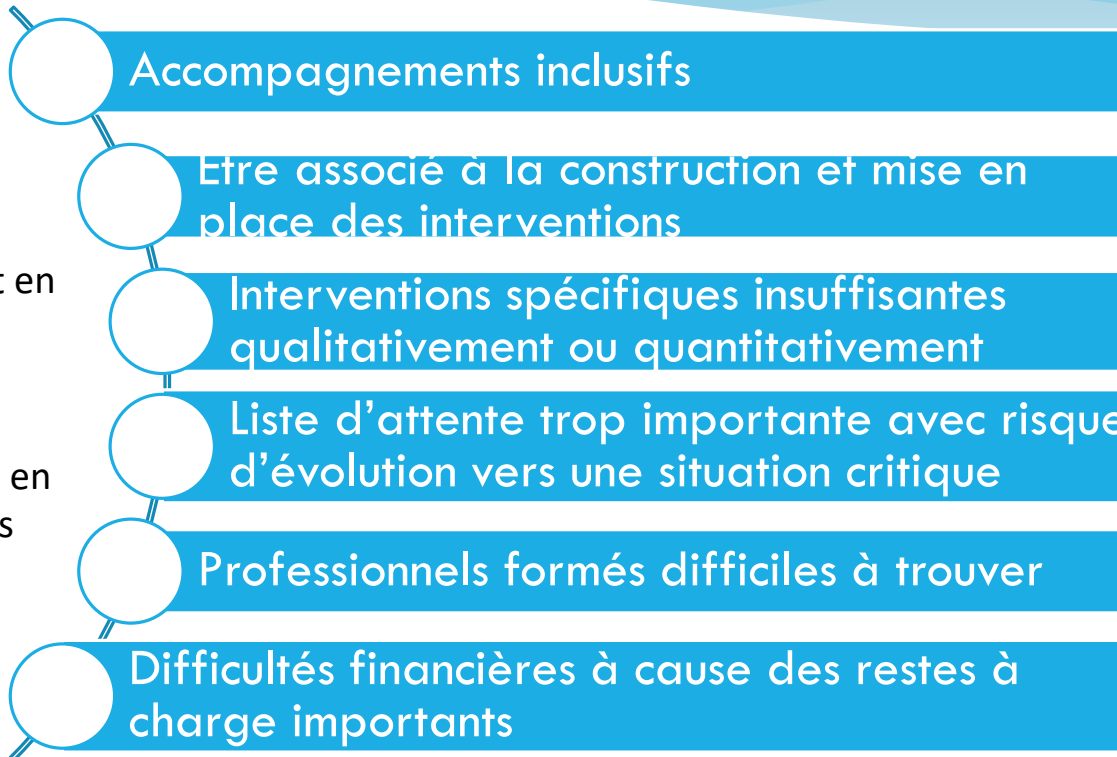 Accompagnements inclusifs
Etre associé à la construction et mise en
place des interventions
t en
Interventions spécifiques insuffisantes
qualitativement ou quantitativement
Liste d’attente trop importante avec risque
d’évolution vers une situation critique
en
s
Professionnels formés difficiles à trouver
Difficultés financières à cause des restes à
charge importants